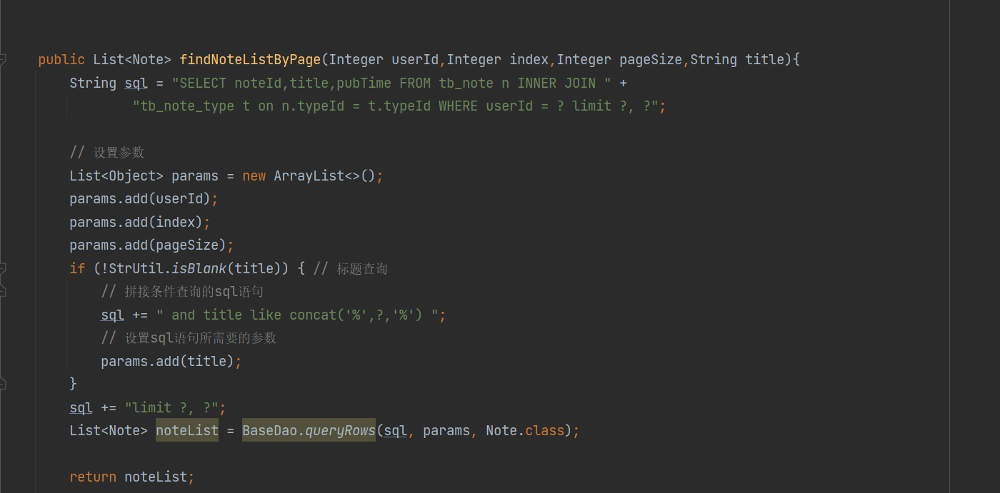 public List<Note> findNoteListByPage(Integer userId,Integer index,Integer pageSize,String title){
String sql = "SELECT noteId,title,pubTime FROM tb_note n INNER JOIN " +
"tb_note_type t on n.typeId = t.typeId WHERE userId = ? limit ?, ?";
// 设置参数
List<Object> params = new ArrayList<>();
params.add(userId);
params.add(index);
params.add(pageSize);
if (!StrUtil.isBlank(title)) { // 标题查询
// 拼接条件查询的sql语句
sql += " and title like concat('%',?,'%') ";
// 设置sql语句所需要的参数
params.add(title);
}
sql += "limit ?, ?";
List<Note> noteList = BaseDao.queryRows(sql, params, Note.class);
return noteList;